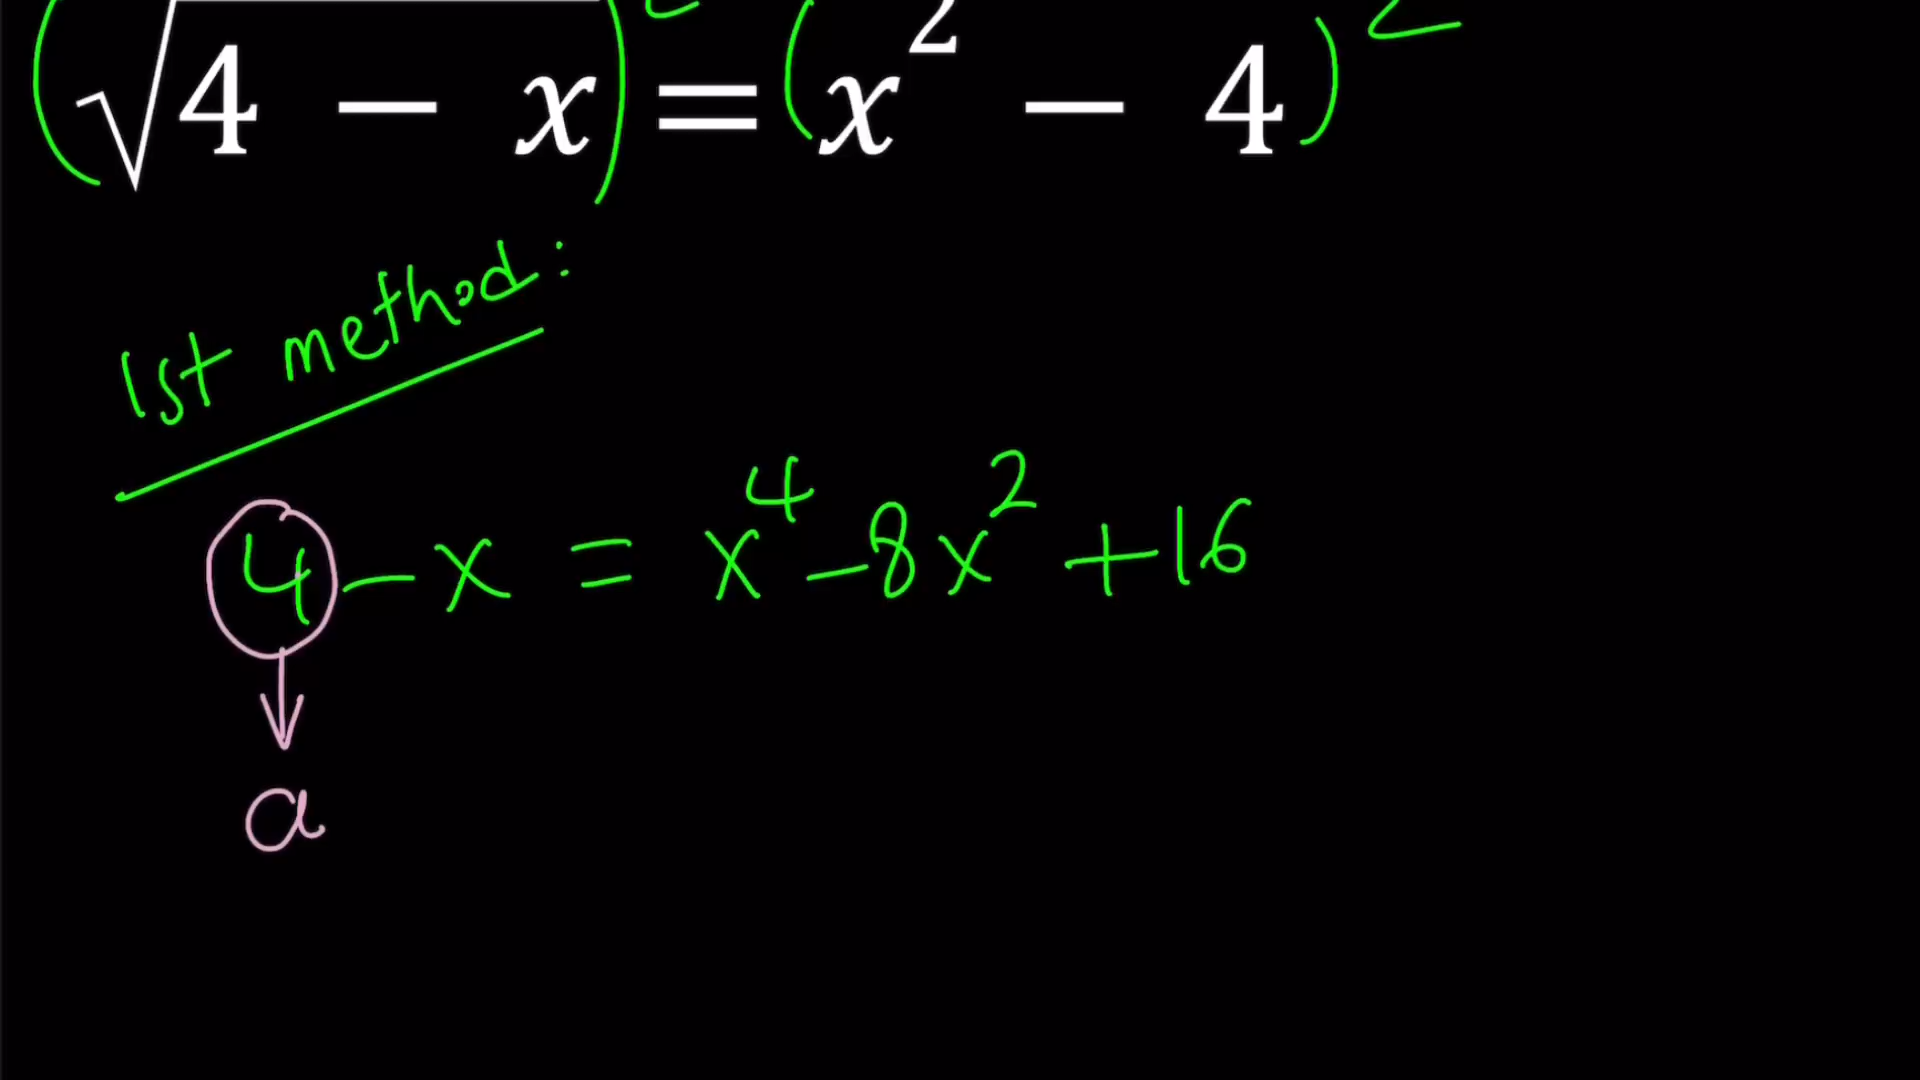 (√4 − x)² = (x² − 4)²
1st method:
4 − x = x⁴ − 8x² + 16
a